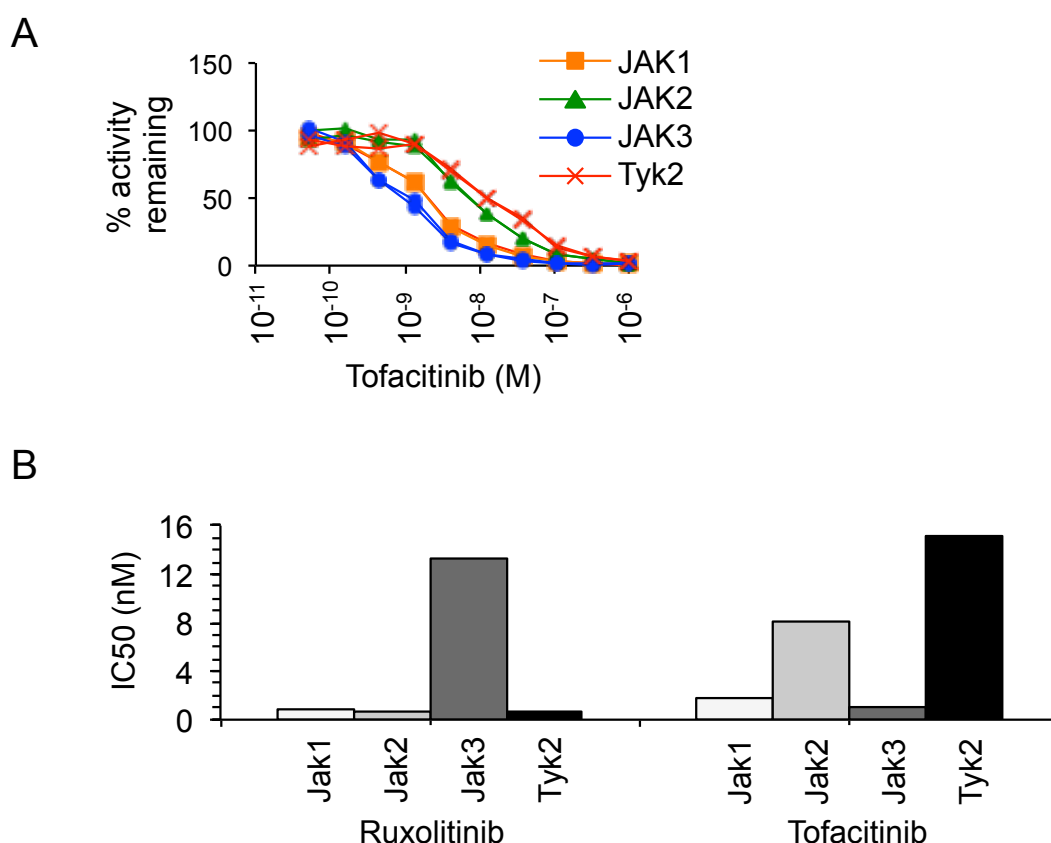 A
% activity
remaining
150
100
50
0
10-11
10-10
10-9
10-8
10-7
10-6
Tofacitinib (M)
JAK1
JAK2
JAK3
Tyk2
B
IC50 (nM)
16
12
8
4
0
Jak1
Jak2
Jak3
Tyk2
Jak1
Jak2
Jak3
Tyk2
Ruxolitinib
Tofacitinib